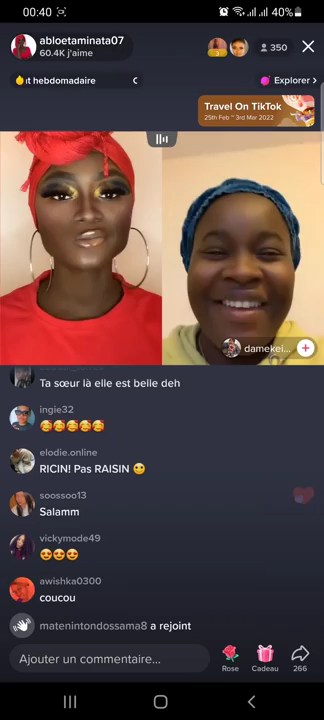 00:40
40%
abloetaminata07
60.4K j'aime
350
nt hebdomadaire
Explorer >
Travel On TikTok
25th Feb ~ 3rd Mar 2022
damekei...
Ta sœur là elle est belle deh
ingie32
🥰🥰🥰🥰🥰
elodie.online
RICIN! Pas RAISIN 😬
soossoo13
Salamm
vickymode49
😍😍😍
awishka0300
coucou
matenintondossama8 a rejoint
Ajouter un commentaire...
Rose
Cadeau
266